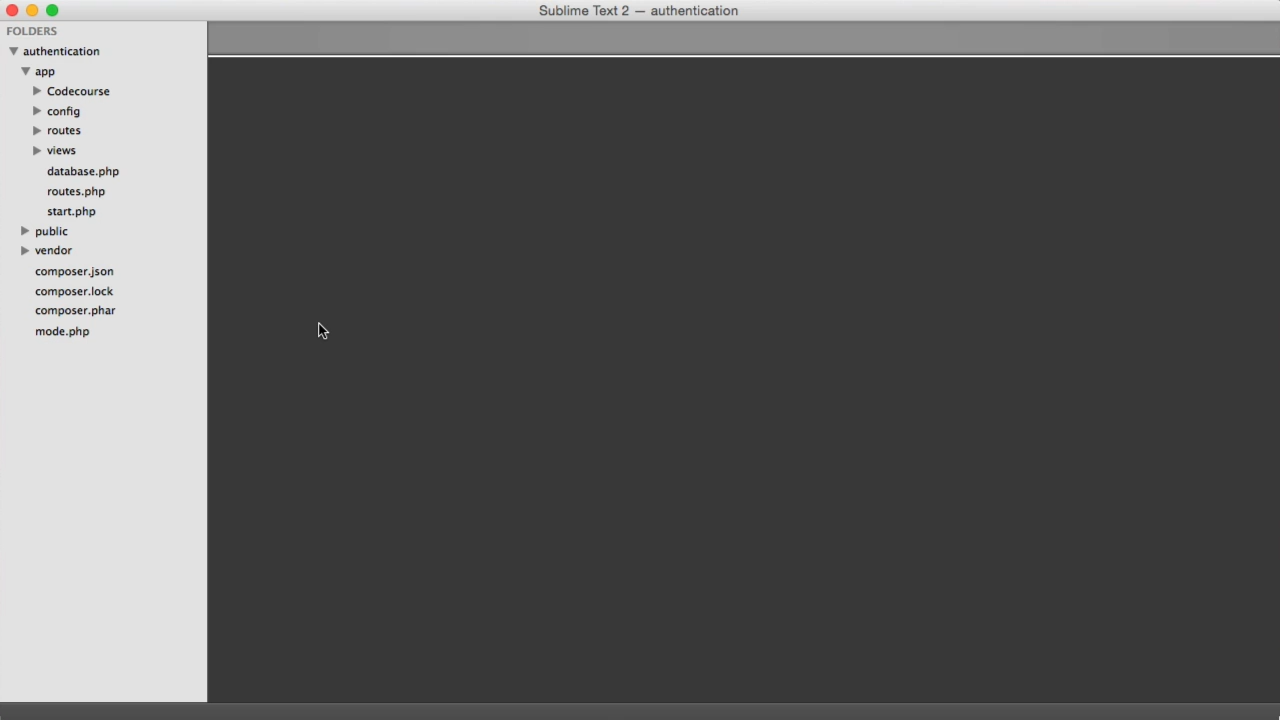 Sublime Text 2 — authentication
FOLDERS
authentication
app
Codecourse
config
routes
views
database.php
routes.php
start.php
public
vendor
composer.json
composer.lock
composer.phar
mode.php